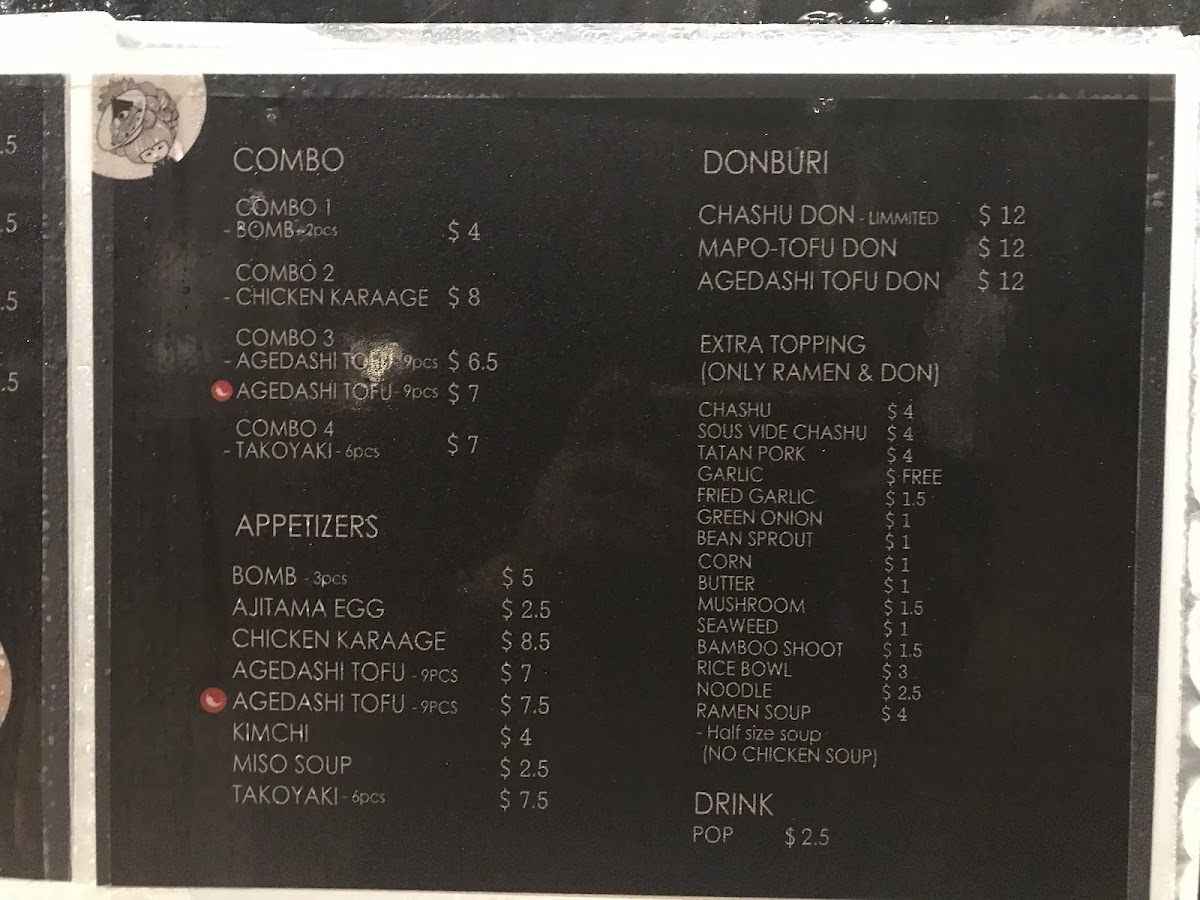 .5
.5
.5
.5
COMBO
COMBO 1
- BOMB - 2pcs $ 4
COMBO 2
- CHICKEN KARAAGE $ 8
COMBO 3
- AGEDASHI TOFU - 9pcs $ 6.5
AGEDASHI TOFU - 9pcs $ 7
COMBO 4
- TAKOYAKI - 6pcs $ 7
APPETIZERS
BOMB - 3pcs $ 5
AJITAMA EGG $ 2.5
CHICKEN KARAAGE $ 8.5
AGEDASHI TOFU - 9PCS $ 7
AGEDASHI TOFU - 9PCS $ 7.5
KIMCHI $ 4
MISO SOUP $ 2.5
TAKOYAKI - 6pcs $ 7.5
DONBURI
CHASHU DON - LIMMITED $ 12
MAPO-TOFU DON $ 12
AGEDASHI TOFU DON $ 12
EXTRA TOPPING
(ONLY RAMEN & DON)
CHASHU $ 4
SOUS VIDE CHASHU $ 4
TATAN PORK $ 4
GARLIC $ FREE
FRIED GARLIC $ 1.5
GREEN ONION $ 1
BEAN SPROUT $ 1
CORN $ 1
BUTTER $ 1
MUSHROOM $ 1.5
SEAWEED $ 1
BAMBOO SHOOT $ 1.5
RICE BOWL $ 3
NOODLE $ 2.5
RAMEN SOUP $ 4
- Half size soup
(NO CHICKEN SOUP)
DRINK
POP $ 2.5